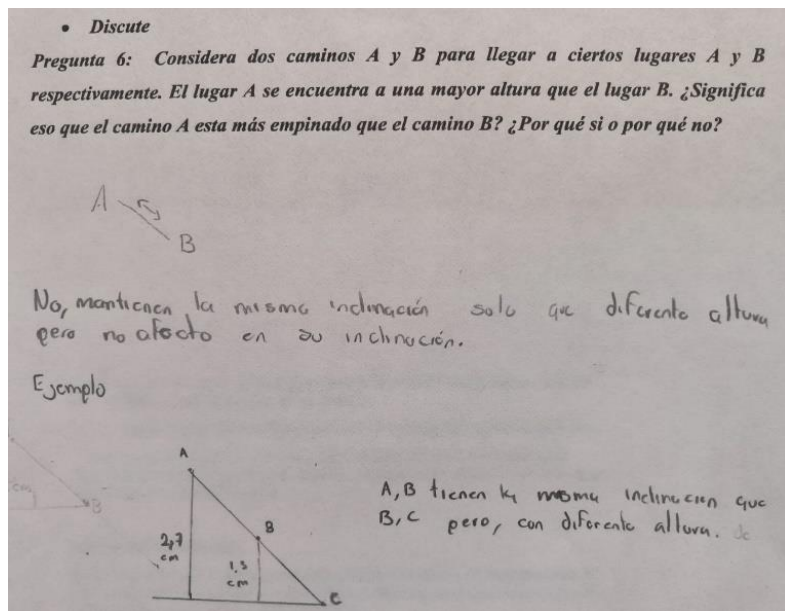 • Discute
Pregunta 6: Considera dos caminos A y B para llegar a ciertos lugares A y B
respectivamente. El lugar A se encuentra a una mayor altura que el lugar B. ¿Significa
eso que el camino A esta más empinado que el camino B? ¿Por qué si o por qué no?
A
B
No, mantienen la misma inclinación solo que diferente altura
pero no afecto en su inclinación.
Ejemplo
cm
B
A
B
2,7
cm
1,3
cm
C
A, B tienen la misma inclinacion que
B, C pero, con diferente altura.